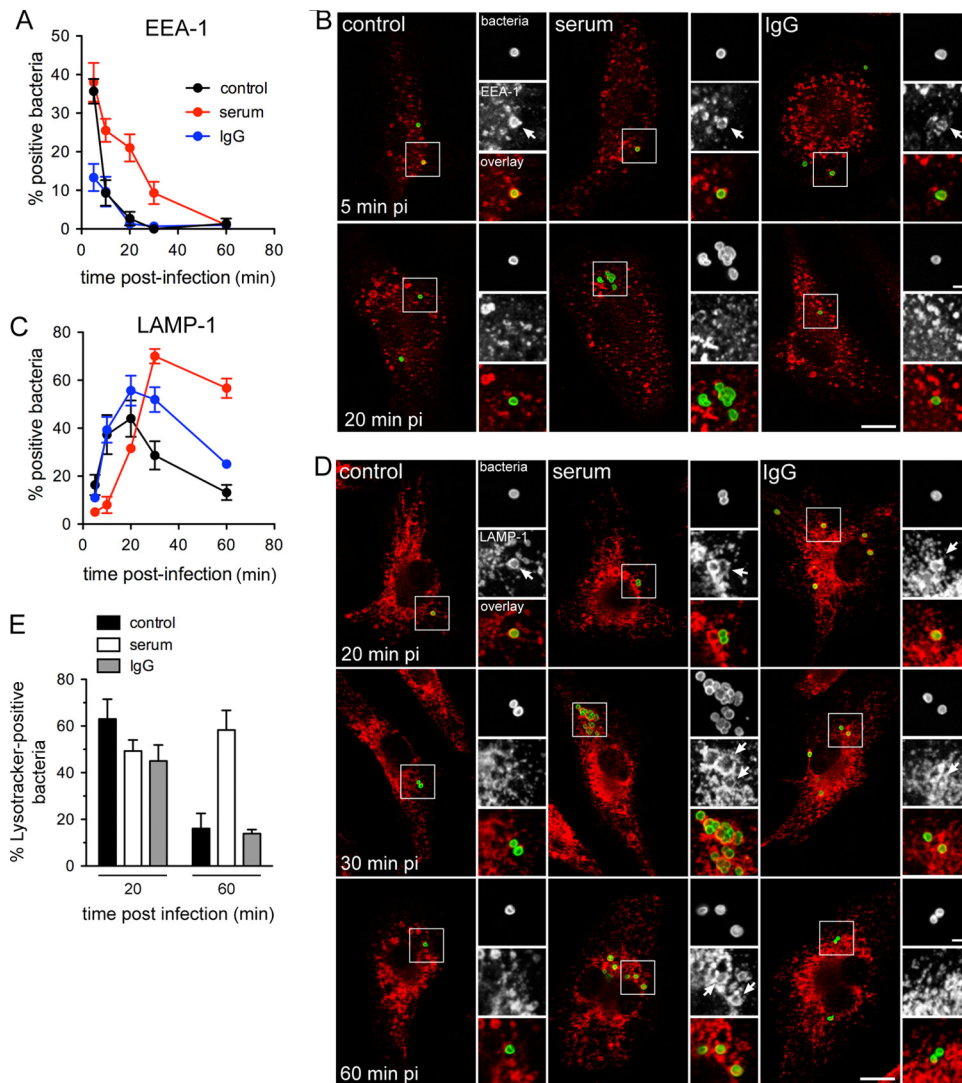 A
EEA-1
50
40
30
20
10
0
% positive bacteria
control
serum
IgG
0 20 40 60 80
time post-infection (min)
B
control
bacteria
serum
IgG
EEA-1
overlay
5 min pi
20 min pi
C
LAMP-1
80
60
40
20
0
% positive bacteria
0 20 40 60 80
time post-infection (min)
D
control
bacteria
serum
IgG
LAMP-1
overlay
20 min pi
30 min pi
60 min pi
E
control
serum
IgG
80
60
40
20
0
% Lysotracker-positive
bacteria
20 60
time post infection (min)